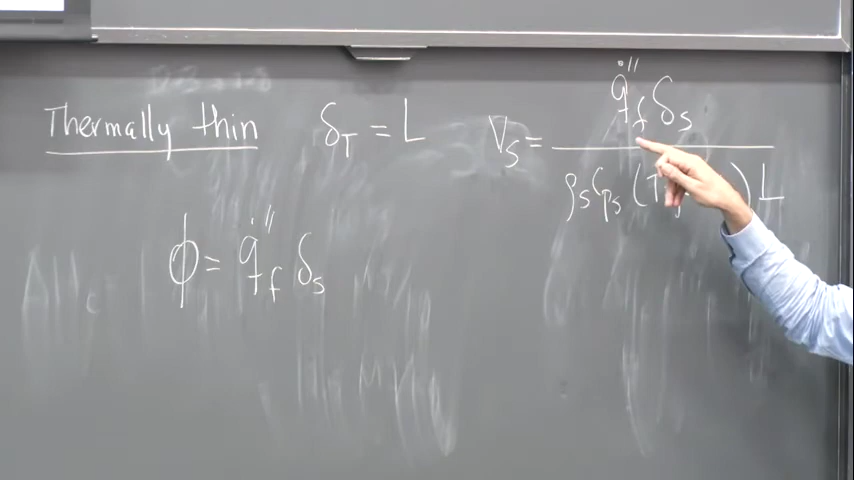 Thermally thin δ_T = L
V_S = q̇''_f δ_s / ρ_s C_ps (T ) L
ϕ = q̇''_f δ_s